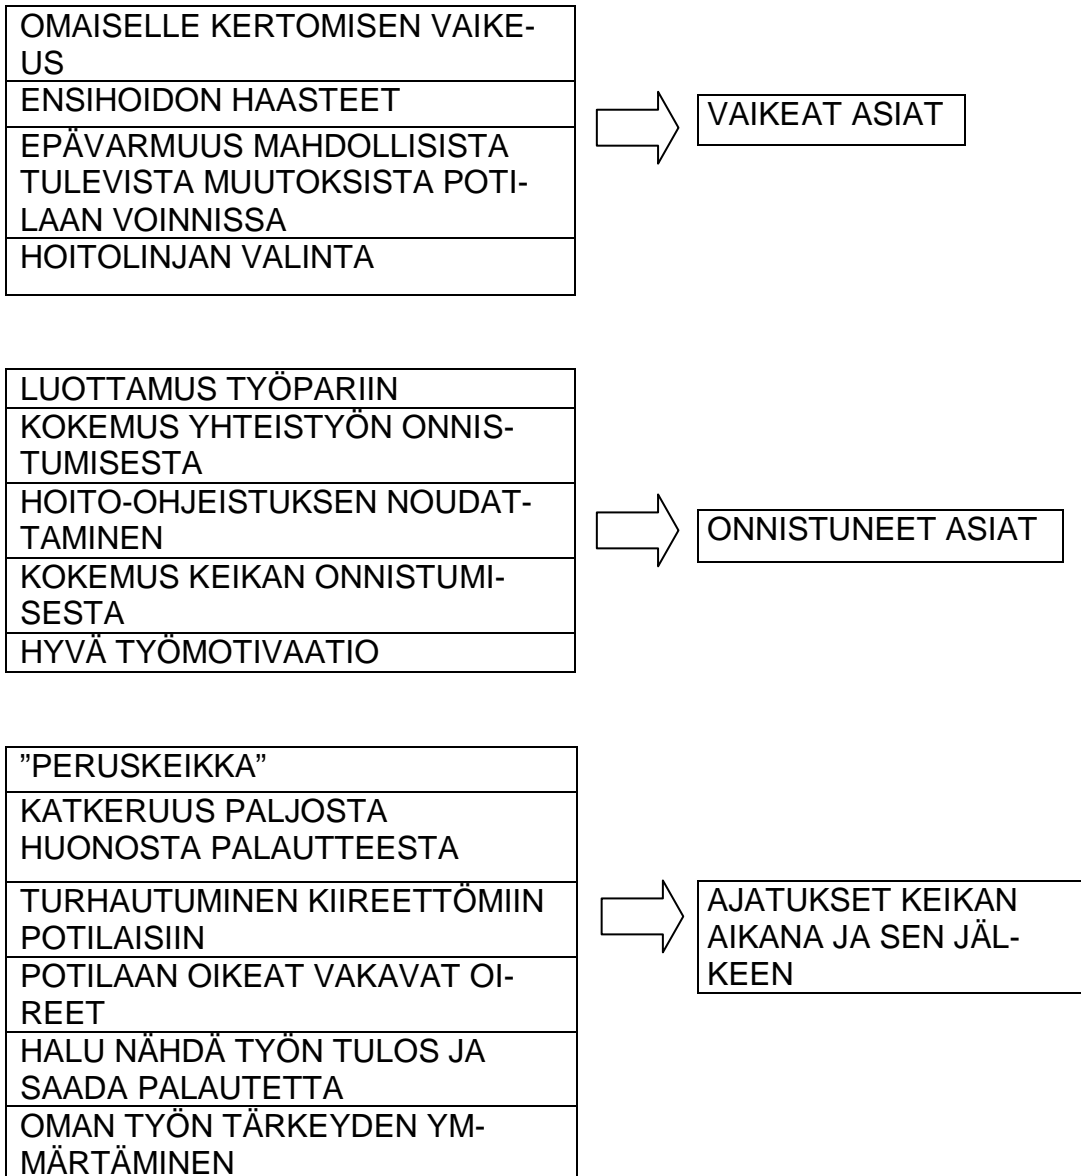 OMAISELLE KERTOMISEN VAIKE-
US
ENSIHOIDON HAASTEET
EPÄVARMUUS MAHDOLLISISTA
TULEVISTA MUUTOKSISTA POTI-
LAAN VOINNISSA
HOITOLINJAN VALINTA
VAIKEAT ASIAT
LUOTTAMUS TYÖPARIIN
KOKEMUS YHTEISTYÖN ONNIS-
TUMISESTA
HOITO-OHJEISTUKSEN NOUDAT-
TAMINEN
KOKEMUS KEIKAN ONNISTUMI-
SESTA
HYVÄ TYÖMOTIVAATIO
ONNISTUNEET ASIAT
”PERUSKEIKKA”
KATKERUUS PALJOSTA
HUONOSTA PALAUTTEESTA
TURHAUTUMINEN KIIREETTÖMIIN
POTILAISIIN
POTILAAN OIKEAT VAKAVAT OI-
REET
HALU NÄHDÄ TYÖN TULOS JA
SAADA PALAUTETTA
OMAN TYÖN TÄRKEYDEN YM-
MÄRTÄMINEN
AJATUKSET KEIKAN
AIKANA JA SEN JÄL-
KEEN